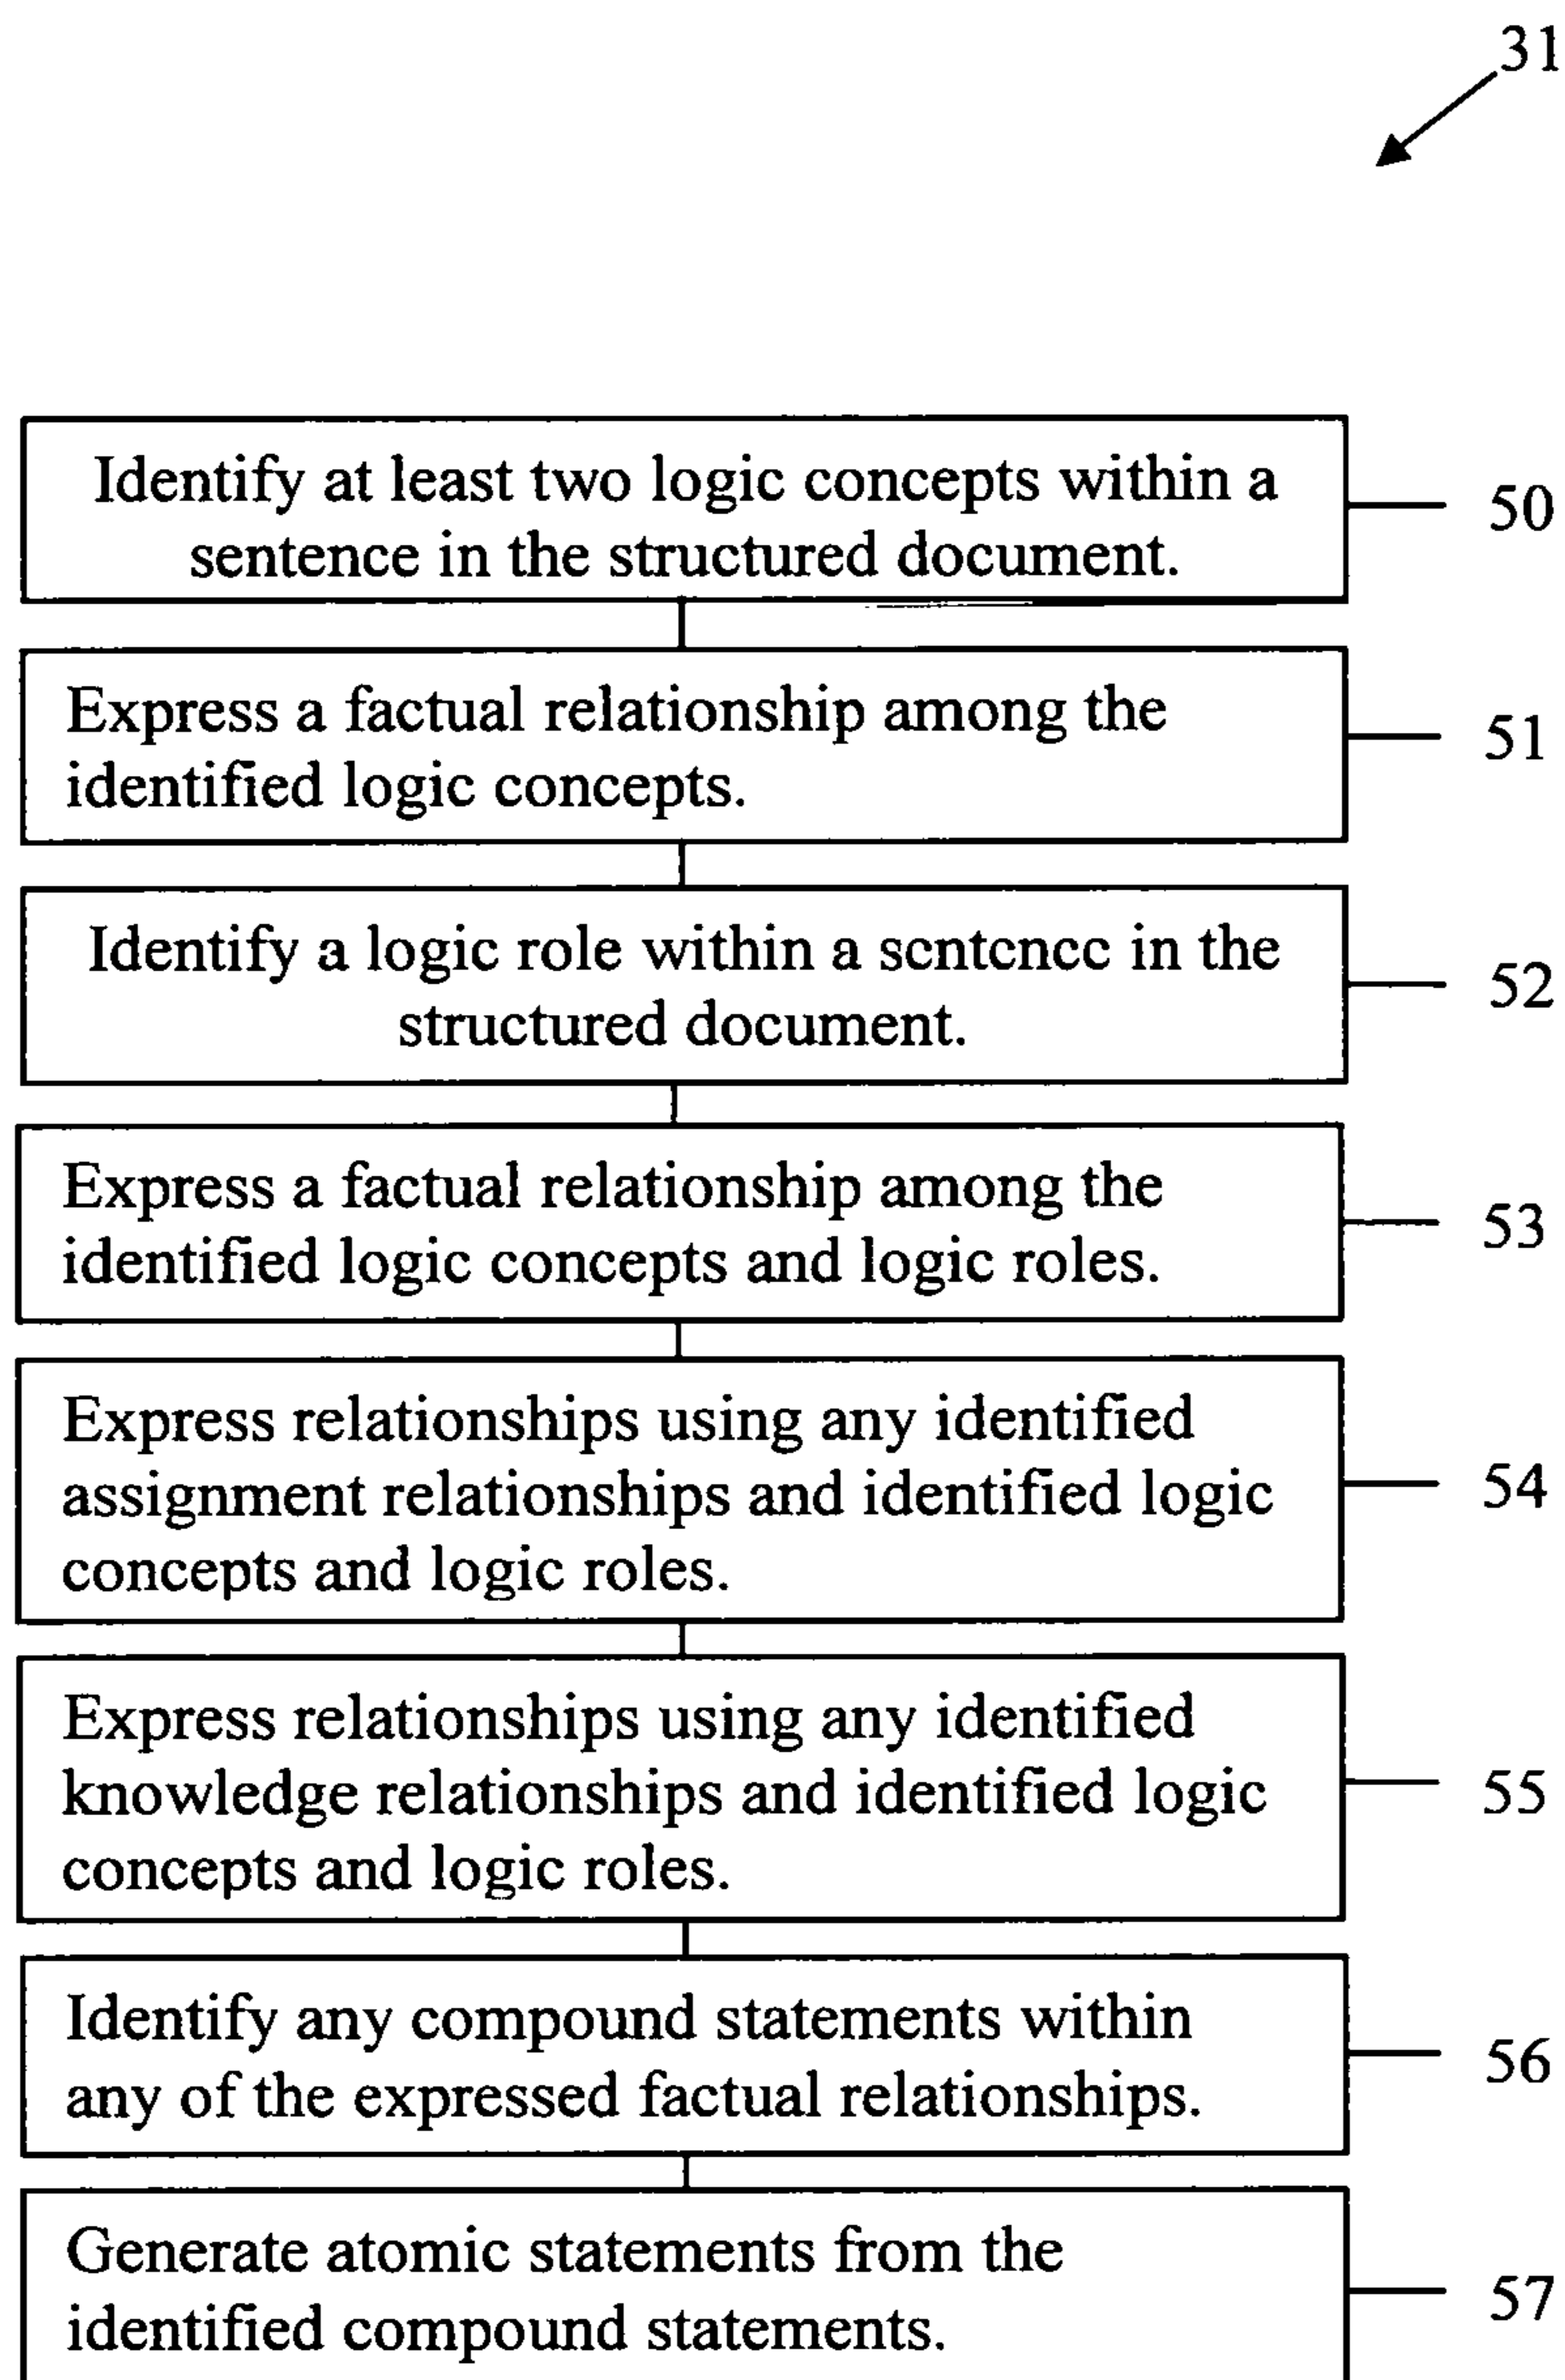 31
Identify at least two logic concepts within a
sentence in the structured document.
50
Express a factual relationship among the
identified logic concepts.
51
Identify a logic role within a sentence in the
structured document.
52
Express a factual relationship among the
identified logic concepts and logic roles.
53
Express relationships using any identified
assignment relationships and identified logic
concepts and logic roles.
54
Express relationships using any identified
knowledge relationships and identified logic
concepts and logic roles.
55
Identify any compound statements within
any of the expressed factual relationships.
56
Generate atomic statements from the
identified compound statements.
57